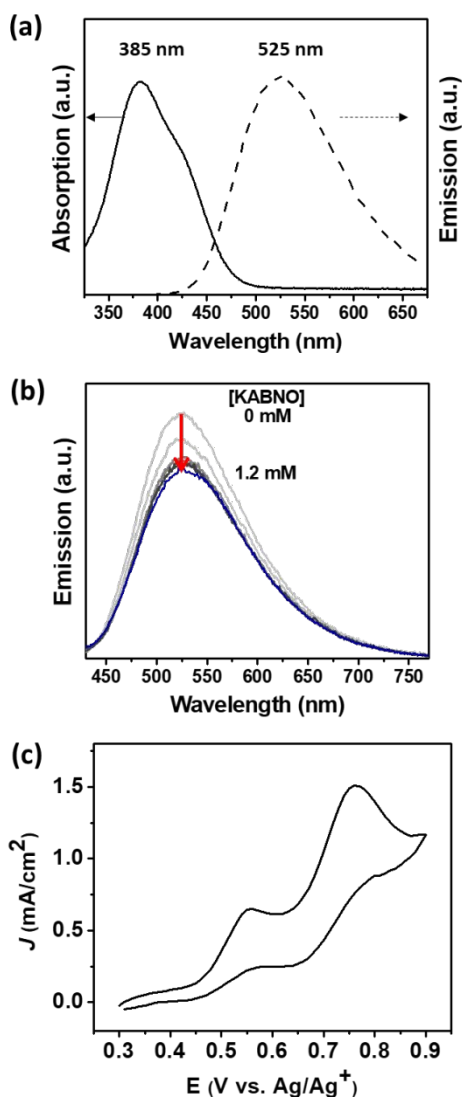 (a)
385 nm
525 nm
Absorption (a.u.)
Emission (a.u.)
325 375 400 450 500 550 600 650
Wavelength (nm)
(b)
[KABNO]
0 mM
1.2 mM
Emission (a.u.)
450 500 550 600 650 700 750
Wavelength (nm)
(c)
1.5
1.0
0.5
0.0
J (mA/cm²)
0.3 0.4 0.5 0.6 0.7 0.8 0.9
E (V vs. Ag/Ag⁺)